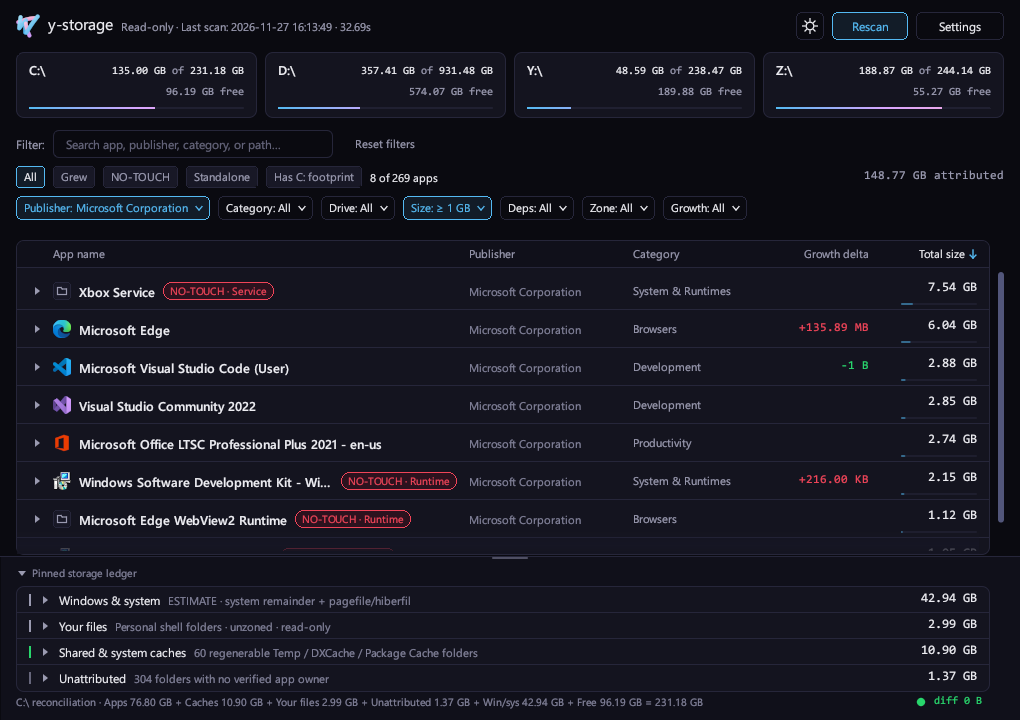 y-storage Read-only · Last scan: 2026-11-27 16:13:49 · 32.69s Rescan Settings
C:\ 135.00 GB of 231.18 GB
96.19 GB free
D:\ 357.41 GB of 931.48 GB
574.07 GB free
Y:\ 48.59 GB of 238.47 GB
189.88 GB free
Z:\ 188.87 GB of 244.14 GB
55.27 GB free
Filter: Search app, publisher, category, or path... Reset filters
All Grew NO-TOUCH Standalone Has C: footprint 8 of 269 apps 148.77 GB attributed
Publisher: Microsoft Corporation Category: All Drive: All Size: ≥ 1 GB Deps: All Zone: All Growth: All
App name Publisher Category Growth delta Total size ↓
Xbox Service NO-TOUCH · Service Microsoft Corporation System & Runtimes 7.54 GB
Microsoft Edge Microsoft Corporation Browsers +135.89 MB 6.04 GB
Microsoft Visual Studio Code (User) Microsoft Corporation Development -1 B 2.88 GB
Visual Studio Community 2022 Microsoft Corporation Development 2.85 GB
Microsoft Office LTSC Professional Plus 2021 - en-us Microsoft Corporation Productivity 2.74 GB
Windows Software Development Kit - Wi... NO-TOUCH · Runtime Microsoft Corporation System & Runtimes +216.00 KB 2.15 GB
Microsoft Edge WebView2 Runtime NO-TOUCH · Runtime Microsoft Corporation Browsers 1.12 GB
Pinned storage ledger
Windows & system ESTIMATE · system remainder + pagefile/hiberfil 42.94 GB
Your files Personal shell folders · unzoned · read-only 2.99 GB
Shared & system caches 60 regenerable Temp / DXCache / Package Cache folders 10.90 GB
Unattributed 304 folders with no verified app owner 1.37 GB
C:\ reconciliation · Apps 76.80 GB + Caches 10.90 GB + Your files 2.99 GB + Unattributed 1.37 GB + Win/sys 42.94 GB + Free 96.19 GB = 231.18 GB diff 0 B